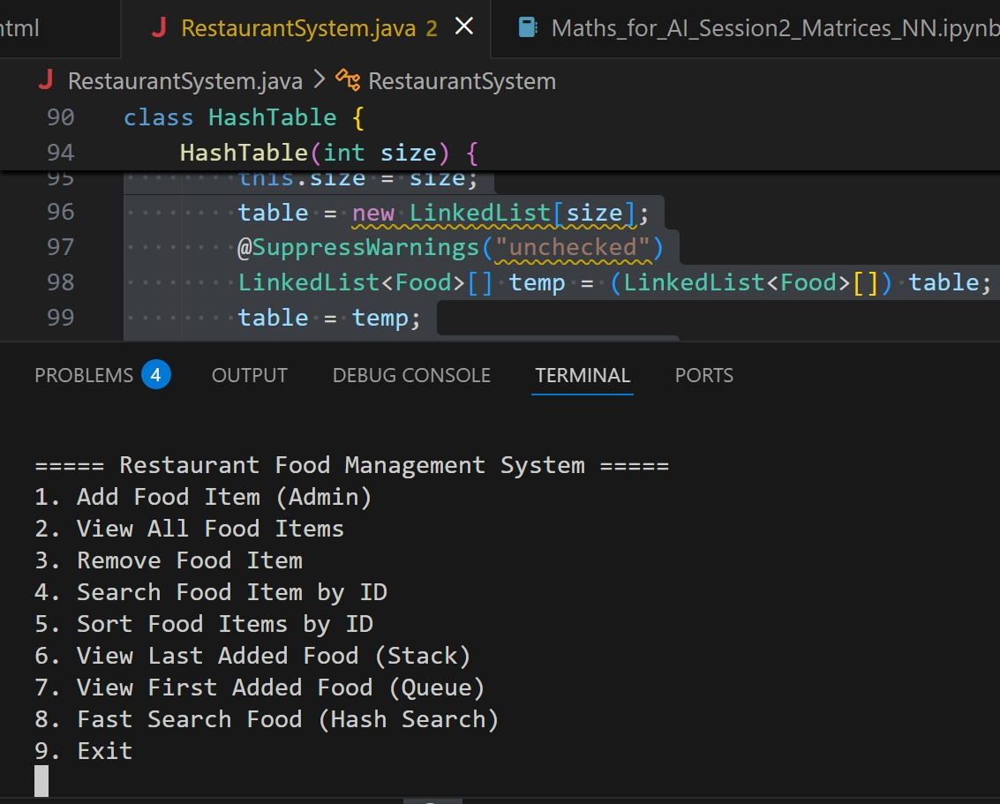 html
RestaurantSystem.java 2
Maths_for_AI_Session2_Matrices_NN.ipynb
RestaurantSystem.java > RestaurantSystem
90 class HashTable {
94 HashTable(int size) {
95 this.size = size;
96 table = new LinkedList[size];
97 @SuppressWarnings("unchecked")
98 LinkedList<Food>[] temp = (LinkedList<Food>[]) table;
99 table = temp;
PROBLEMS 4 OUTPUT DEBUG CONSOLE TERMINAL PORTS
===== Restaurant Food Management System =====
1. Add Food Item (Admin)
2. View All Food Items
3. Remove Food Item
4. Search Food Item by ID
5. Sort Food Items by ID
6. View Last Added Food (Stack)
7. View First Added Food (Queue)
8. Fast Search Food (Hash Search)
9. Exit